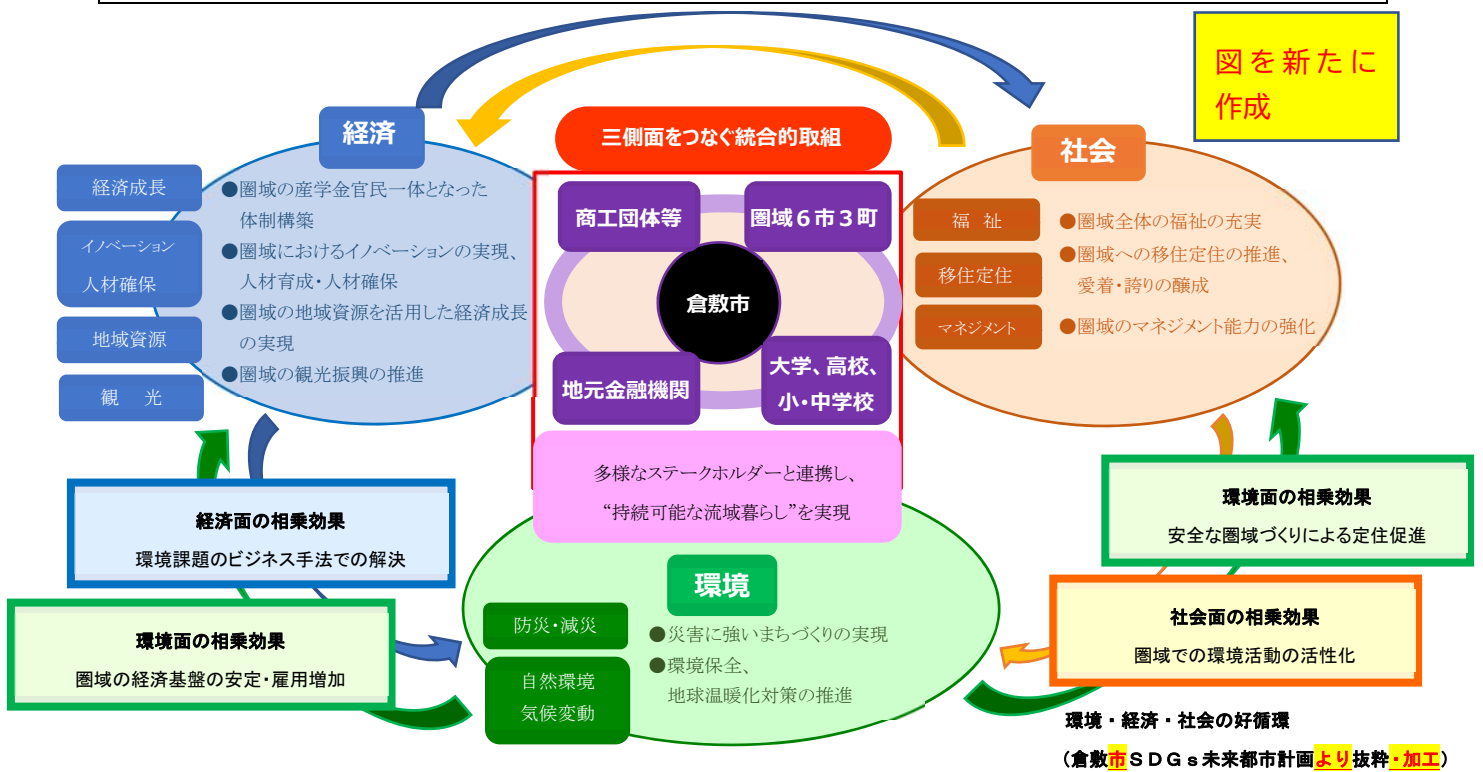 図を新たに
作成
経済
三側面をつなぐ統合的取組
社会
経済成長
イノベーション
人材確保
地域資源
観　光
●圏域の産学金官民一体となった
体制構築
●圏域におけるイノベーションの実現、
人材育成・人材確保
●圏域の地域資源を活用した経済成長
の実現
●圏域の観光振興の推進
商工団体等
圏域６市３町
倉敷市
地元金融機関
大学、高校、
小・中学校
福　祉
移住定住
マネジメント
●圏域全体の福祉の充実
●圏域への移住定住の推進、
愛着・誇りの醸成
●圏域のマネジメント能力の強化
多様なステークホルダーと連携し、
“持続可能な流域暮らし”を実現
経済面の相乗効果
環境課題のビジネス手法での解決
環境面の相乗効果
圏域の経済基盤の安定・雇用増加
環境
防災・減災
自然環境
気候変動
●災害に強いまちづくりの実現
●環境保全、
地球温暖化対策の推進
環境面の相乗効果
安全な圏域づくりによる定住促進
社会面の相乗効果
圏域での環境活動の活性化
環境・経済・社会の好循環
（倉敷市ＳＤＧｓ未来都市計画より抜粋・加工）